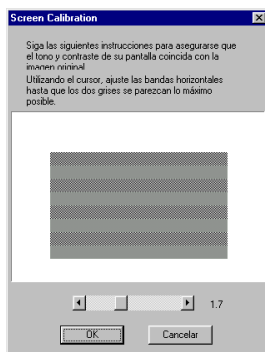 Screen Calibration
Siga las siguientes instrucciones para asegurarse que
el tono y contraste de su pantalla coincida con la
imagen original.
Utilizando el cursor, ajuste las bandas horizontales
hasta que los dos grises se parezcan lo máximo
posible.
1.7
OK
Cancelar